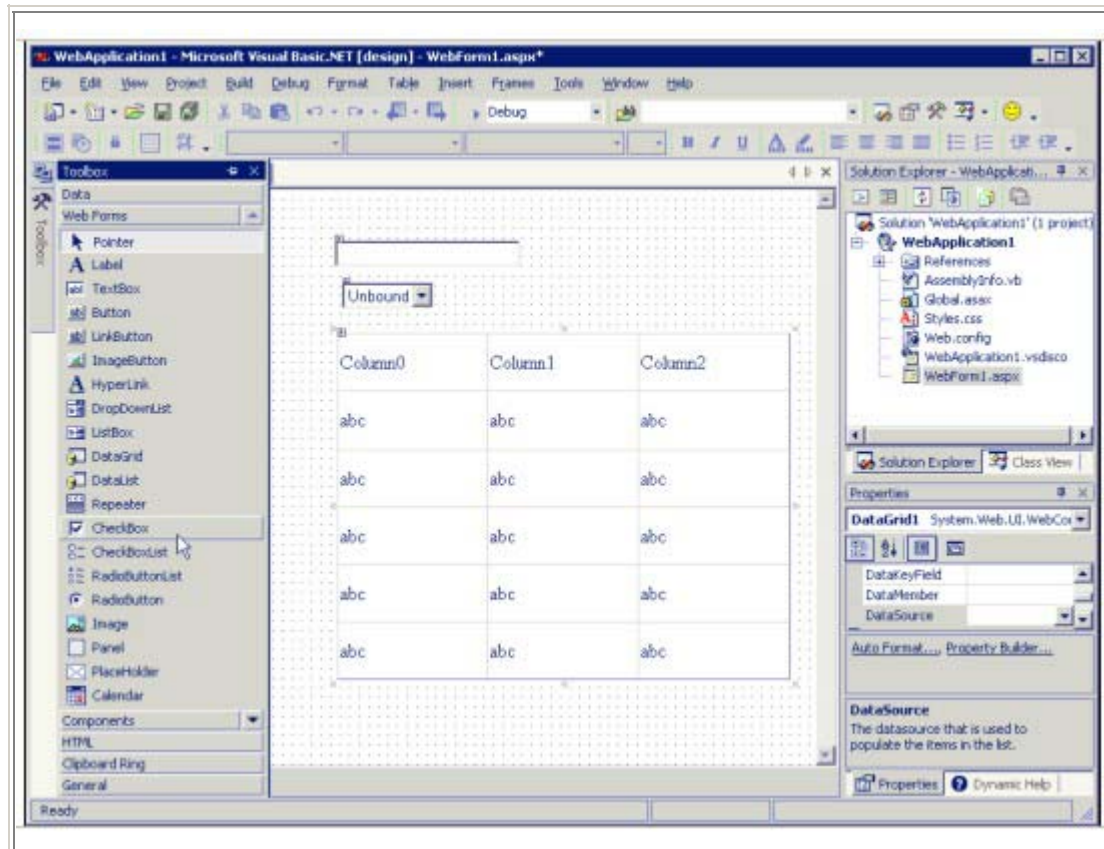 WebApplication1 - Microsoft Visual Basic.NET [design] - WebForm1.aspx*
File Edit View Project Build Debug Format Table Insert Frames Tools Window Help
Debug
Toolbox
Toolbox
Data
Web Forms
Pointer
Label
TextBox
Button
LinkButton
ImageButton
HyperLink
DropDownList
ListBox
DataGrid
DataList
Repeater
CheckBox
CheckBoxList
RadioButtonList
RadioButton
Image
Panel
PlaceHolder
Calendar
Components
HTML
Clipboard Ring
General
Unbound
Column0 Column1 Column2
abc abc abc
abc abc abc
abc abc abc
abc abc abc
abc abc abc
Solution Explorer - WebApplicati...
Solution 'WebApplication1' (1 project)
WebApplication1
References
AssemblyInfo.vb
Global.asax
Styles.css
Web.config
WebApplication1.vsdisco
WebForm1.aspx
Solution Explorer Class View
Properties
DataGrid1 System.Web.UI.WebCo
DataKeyField
DataMember
DataSource
Auto Format..., Property Builder...
DataSource
The datasource that is used to
populate the items in the list.
Properties Dynamic Help
Ready